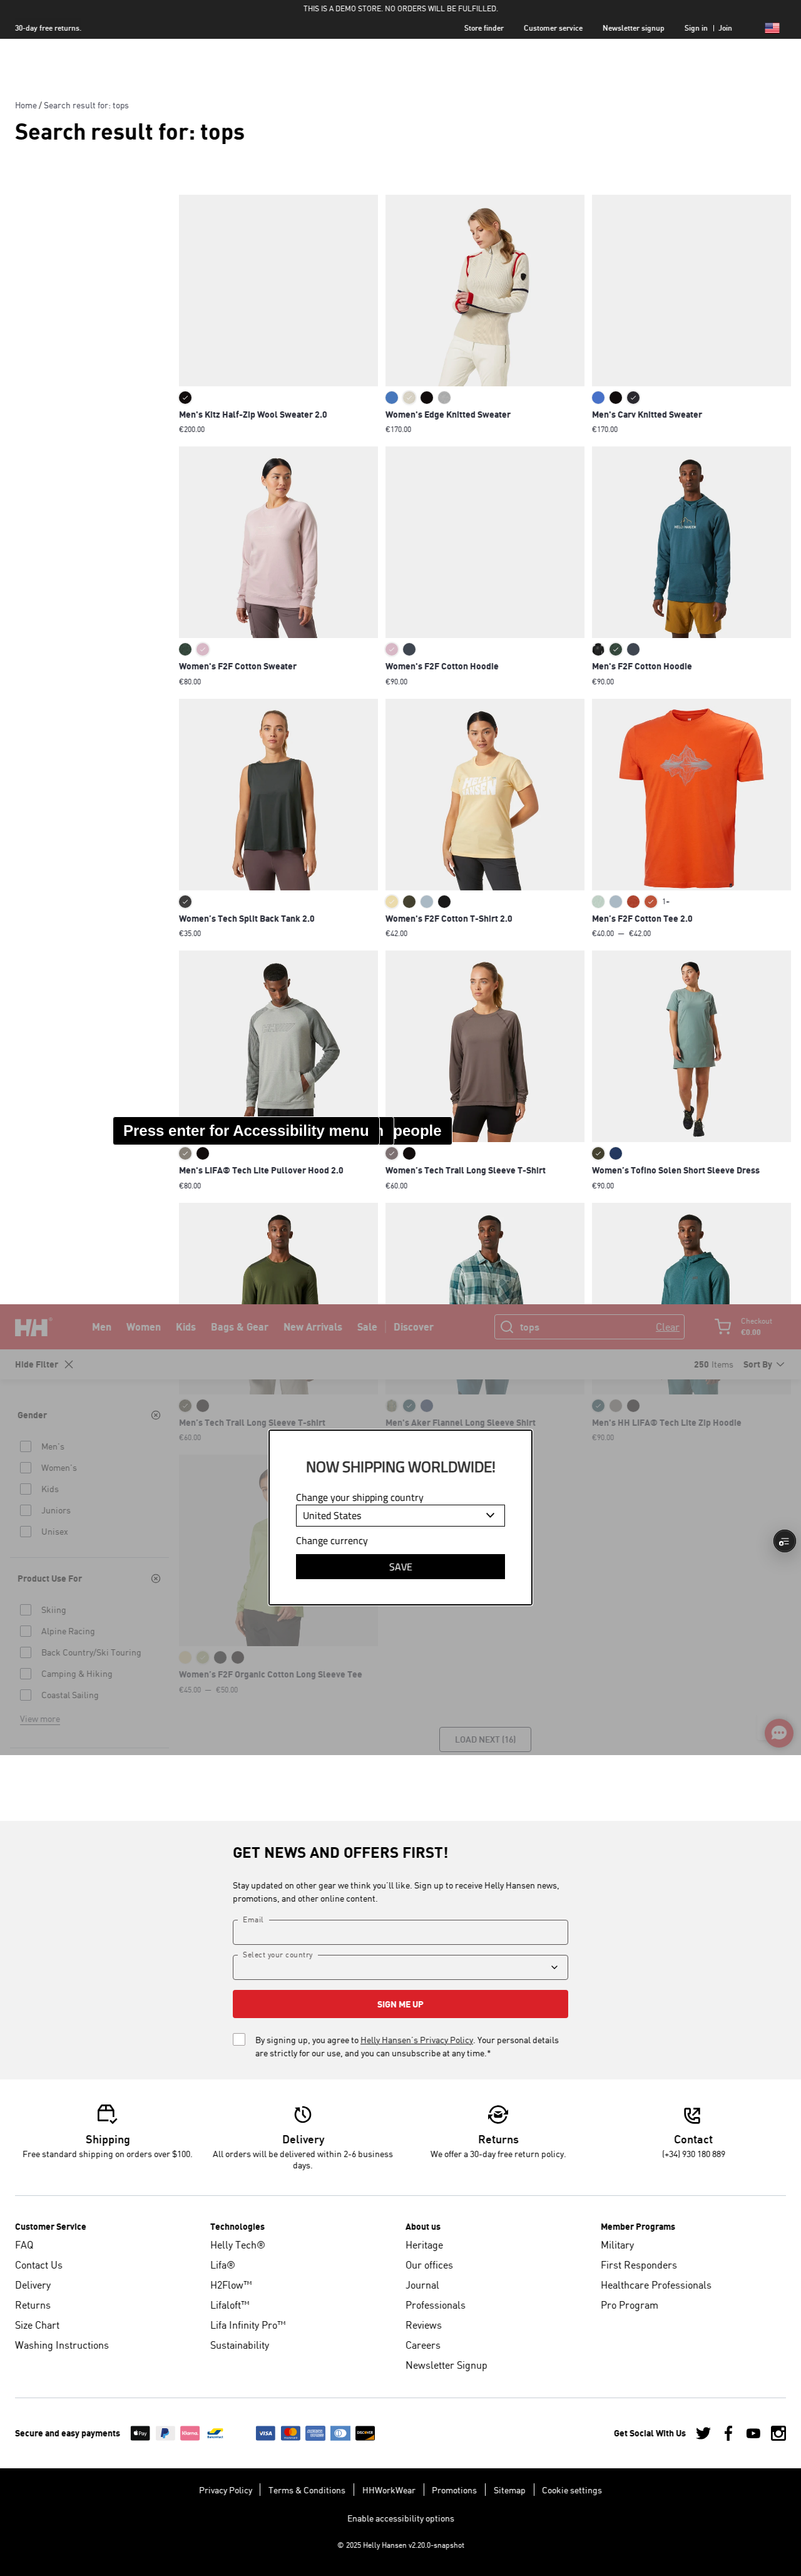 THIS IS A DEMO STORE. NO ORDERS WILL BE FULFILLED.
30-day free returns.
Store finder
Customer service
Newsletter signup
Sign in | Join
Home / Search result for: tops
Search result for: tops
Men's Kitz Half-Zip Wool Sweater 2.0
€200.00
Women's Edge Knitted Sweater
€170.00
Men's Carv Knitted Sweater
€170.00
Women's F2F Cotton Sweater
€80.00
Women's F2F Cotton Hoodie
€90.00
Men's F2F Cotton Hoodie
€90.00
Women's Tech Split Back Tank 2.0
€35.00
HELLY
HANSEN
Women's F2F Cotton T-Shirt 2.0
€42.00
1+
Men's F2F Cotton Tee 2.0
€40.00 — €42.00
Press enter for Accessibility menu
people
Men's LIFA® Tech Lite Pullover Hood 2.0
€80.00
Women's Tech Trail Long Sleeve T-Shirt
€60.00
Women's Tofino Solen Short Sleeve Dress
€90.00
HH
Men
Women
Kids
Bags & Gear
New Arrivals
Sale
Discover
tops
Clear
Checkout
€0.00
Hide Filter
250 Items
Sort By
Gender
Men's
Women's
Kids
Juniors
Unisex
Product Use For
Skiing
Alpine Racing
Back Country/Ski Touring
Camping & Hiking
Coastal Sailing
View more
Men's Tech Trail Long Sleeve T-shirt
€60.00
Men's Aker Flannel Long Sleeve Shirt
Men's HH LIFA® Tech Lite Zip Hoodie
€90.00
NOW SHIPPING WORLDWIDE!
Change your shipping country
United States
Change currency
SAVE
Women's F2F Organic Cotton Long Sleeve Tee
€45.00 — €50.00
LOAD NEXT (16)
GET NEWS AND OFFERS FIRST!
Stay updated on other gear we think you'll like. Sign up to receive Helly Hansen news,
promotions, and other online content.
Email
Select your country
SIGN ME UP
By signing up, you agree to Helly Hansen's Privacy Policy. Your personal details
are strictly for our use, and you can unsubscribe at any time.*
Shipping
Free standard shipping on orders over $100.
Delivery
All orders will be delivered within 2-6 business
days.
Returns
We offer a 30-day free return policy.
Contact
(+34) 930 180 889
Customer Service
FAQ
Contact Us
Delivery
Returns
Size Chart
Washing Instructions
Technologies
Helly Tech®
Lifa®
H2Flow™
Lifaloft™
Lifa Infinity Pro™
Sustainability
About us
Heritage
Our offices
Journal
Professionals
Reviews
Careers
Newsletter Signup
Member Programs
Military
First Responders
Healthcare Professionals
Pro Program
Secure and easy payments
Pay
Klarna
VISA
DISCOVER
Get Social With Us
Privacy Policy
Terms & Conditions
HHWorkWear
Promotions
Sitemap
Cookie settings
Enable accessibility options
© 2025 Helly Hansen v2.20.0-snapshot